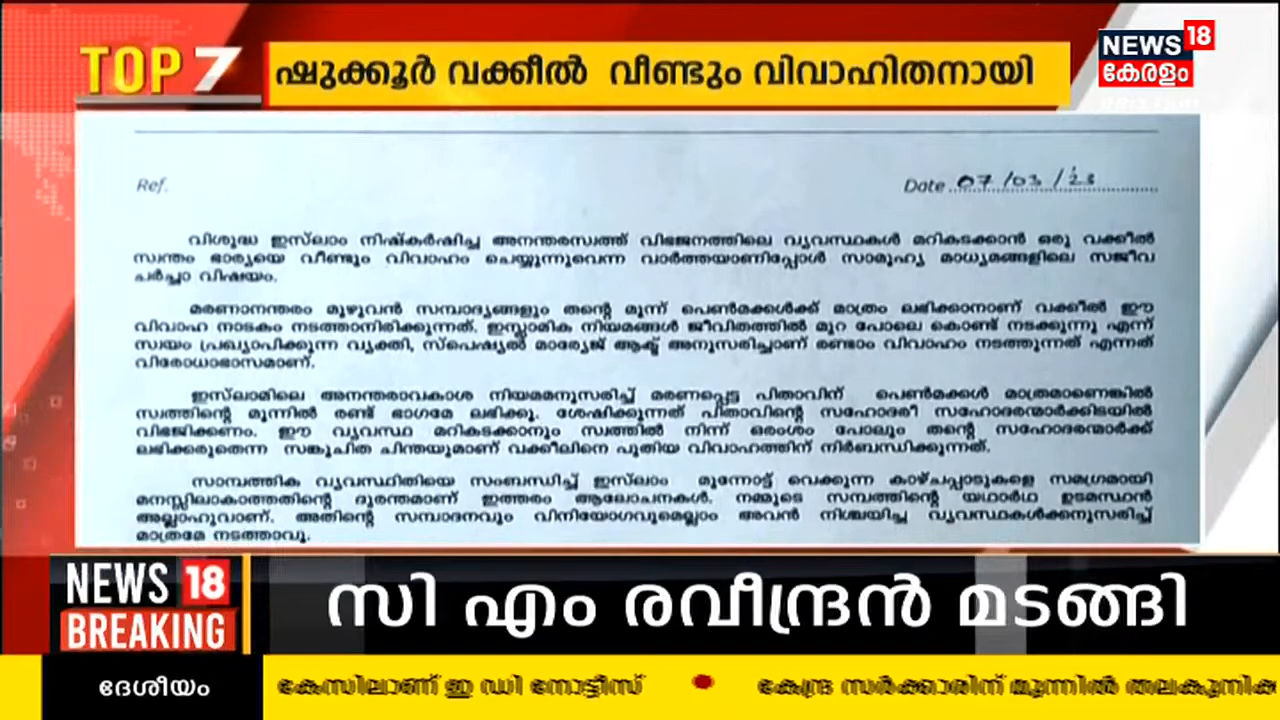 TOP 7
ഷുക്കൂർ വക്കീൽ വീണ്ടും വിവാഹിതനായി
NEWS 18
കേരളം
Ref.
Date 07/03/23
വിശുദ്ധ ഇസ്‌ലാം നിഷ്കർഷിച്ച അനന്തരസ്വത്ത് വിഭജനത്തിലെ വ്യവസ്ഥകൾ മറികടക്കാൻ ഒരു വക്കീൽ
സ്വന്തം ഭാര്യയെ വീണ്ടും വിവാഹം ചെയ്യുന്നുവെന്ന വാർത്തയാണിപ്പോൾ സാമൂഹ്യ മാധ്യമങ്ങളിലെ സജീവ
ചർച്ചാ വിഷയം.
മരണാനന്തരം മുഴുവൻ സമ്പാദ്യങ്ങളും തന്റെ മൂന്ന് പെൺമക്കൾക്ക് മാത്രം ലഭിക്കാനാണ് വക്കീൽ ഈ
വിവാഹ നാടകം നടത്താനിരിക്കുന്നത്. ഇസ്ലാമിക നിയമങ്ങൾ ജീവിതത്തിൽ മുറ പോലെ കൊണ്ട് നടക്കുന്നു എന്ന്
സ്വയം പ്രഖ്യാപിക്കുന്ന വ്യക്തി, സ്പെഷ്യൽ മാര്യേജ് ആക്ട് അനുസരിച്ചാണ് രണ്ടാം വിവാഹം നടത്തുന്നത് എന്നത്
വിരോധാഭാസമാണ്.
ഇസ്‌ലാമിലെ അനന്തരാവകാശ നിയമമനുസരിച്ച് മരണപ്പെട്ട പിതാവിന് പെൺമക്കൾ മാത്രമാണെങ്കിൽ
സ്വത്തിന്റെ മൂന്നിൽ രണ്ട് ഭാഗമേ ലഭിക്കൂ. ശേഷിക്കുന്നത് പിതാവിന്റെ സഹോദരീ സഹോദരന്മാർക്കിടയിൽ
വിഭജിക്കണം. ഈ വ്യവസ്ഥ മറികടക്കാനും സ്വത്തിൽ നിന്ന് ഒരംശം പോലും തന്റെ സഹോദരന്മാർക്ക്
ലഭിക്കരുതെന്ന സങ്കുചിത ചിന്തയുമാണ് വക്കീലിനെ പുതിയ വിവാഹത്തിന് നിർബന്ധിക്കുന്നത്.
സാമ്പത്തിക വ്യവസ്ഥിതിയെ സംബന്ധിച്ച് ഇസ്‌ലാം മുന്നോട്ട് വെക്കുന്ന കാഴ്ചപ്പാടുകളെ സമഗ്രമായി
മനസ്സിലാകാത്തതിന്റെ ദുരന്തമാണ് ഇത്തരം ആലോചനകൾ. നമ്മുടെ സമ്പത്തിന്റെ യഥാർഥ ഉടമസ്ഥൻ
അല്ലാഹുവാണ്. അതിന്റെ സമ്പാദനവും വിനിയോഗവുമെല്ലാം അവൻ നിശ്ചയിച്ച വ്യവസ്ഥകൾക്കനുസരിച്ച്
മാത്രമേ നടത്താവൂ.
NEWS 18
BREAKING
സി എം രവീന്ദ്രൻ മടങ്ങി
ദേശീയം
കേസിലാണ് ഇ ഡി നോട്ടീസ് കേന്ദ്ര സർക്കാരിന് മുന്നിൽ